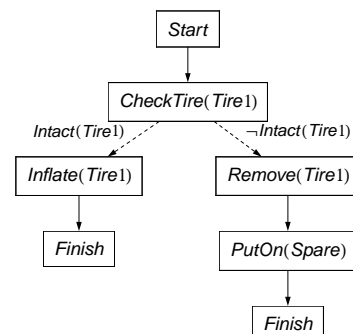 Start
CheckTire(Tire1)
Intact(Tire1)
¬Intact(Tire1)
Inflate(Tire1)
Remove(Tire1)
Finish
PutOn(Spare)
Finish